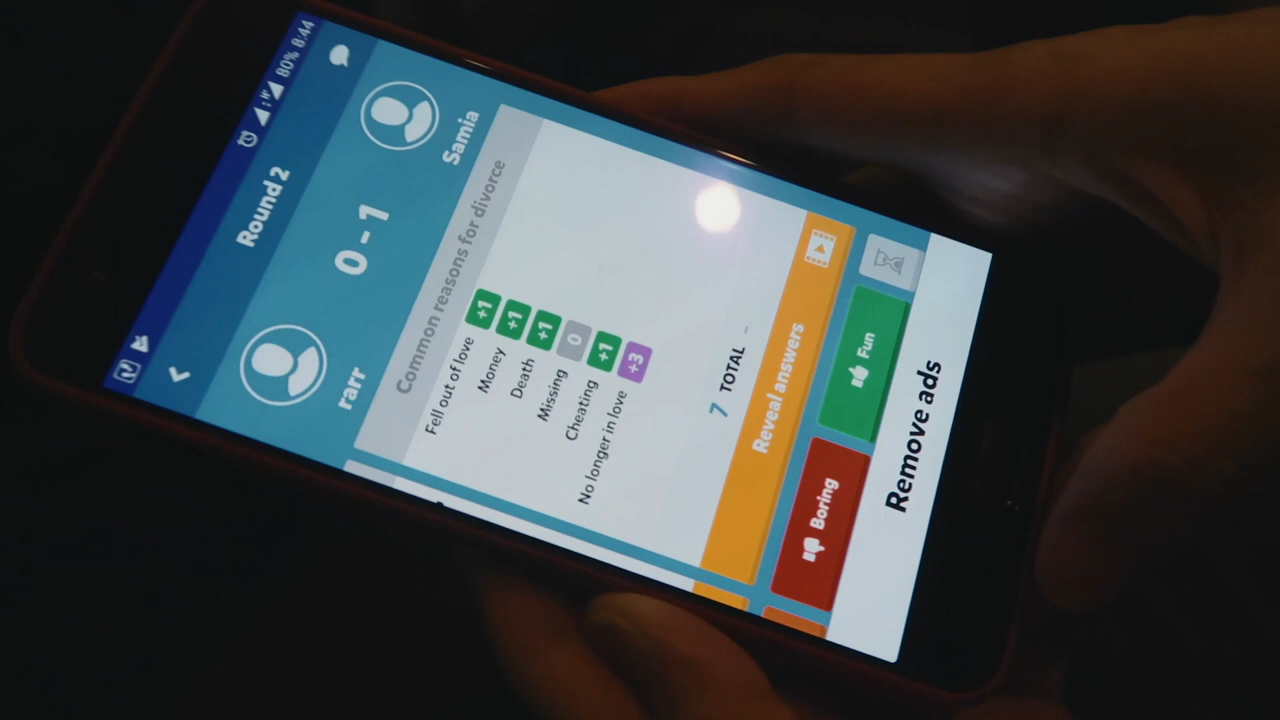 80% 8:44
Round 2
rarr
0 - 1
Samia
Common reasons for divorce
Fell out of love +1
Money +1
Death +1
Missing 0
Cheating +1
No longer in love +3
7 TOTAL -
Reveal answers
Boring
Fun
Remove ads